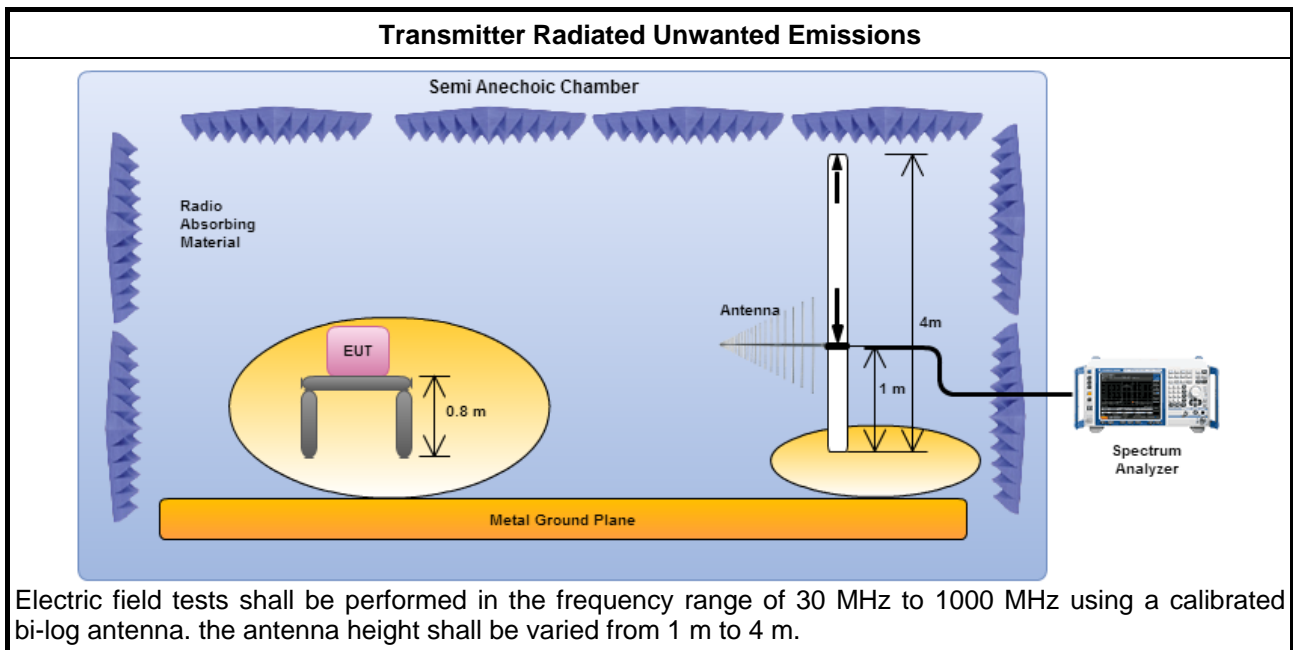 Transmitter Radiated Unwanted Emissions
Semi Anechoic Chamber
Radio
Absorbing
Material
Antenna
4m
EUT
1 m
0.8 m
Spectrum
Analyzer
Metal Ground Plane
Electric field tests shall be performed in the frequency range of 30 MHz to 1000 MHz using a calibrated
bi-log antenna. the antenna height shall be varied from 1 m to 4 m.